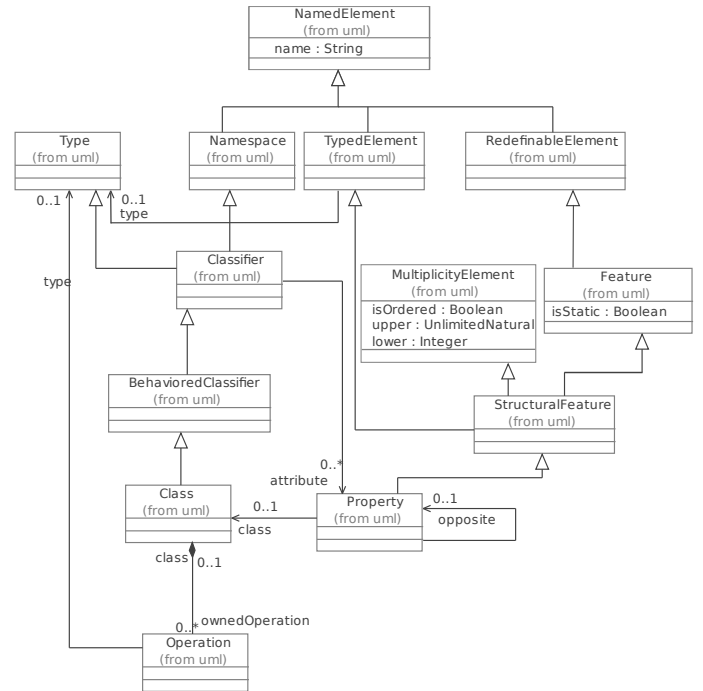 NamedElement
(from uml)
name : String
Type
(from uml)
Namespace
(from uml)
TypedElement
(from uml)
RedefinableElement
(from uml)
0..1
0..1
type
Classifier
(from uml)
MultiplicityElement
(from uml)
isOrdered : Boolean
upper : UnlimitedNatural
lower : Integer
Feature
(from uml)
isStatic : Boolean
type
BehavioredClassifier
(from uml)
StructuralFeature
(from uml)
0..*
attribute
Class
(from uml)
0..1
class
Property
(from uml)
0..1
opposite
class
0..1
0..*
ownedOperation
Operation
(from uml)